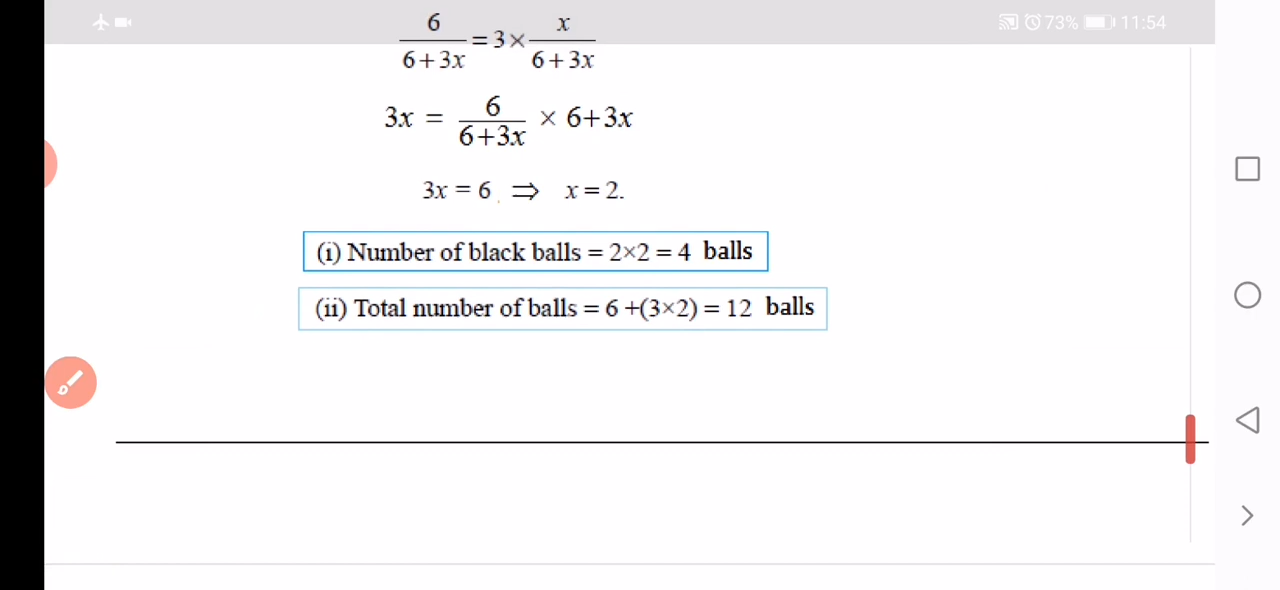 73% 11:54
6/(6+3x) = 3 × x/(6+3x)
3x = 6/(6+3x) × 6+3x
3x = 6 ⇒ x = 2.
(i) Number of black balls = 2×2 = 4 balls
(ii) Total number of balls = 6 +(3×2) = 12 balls